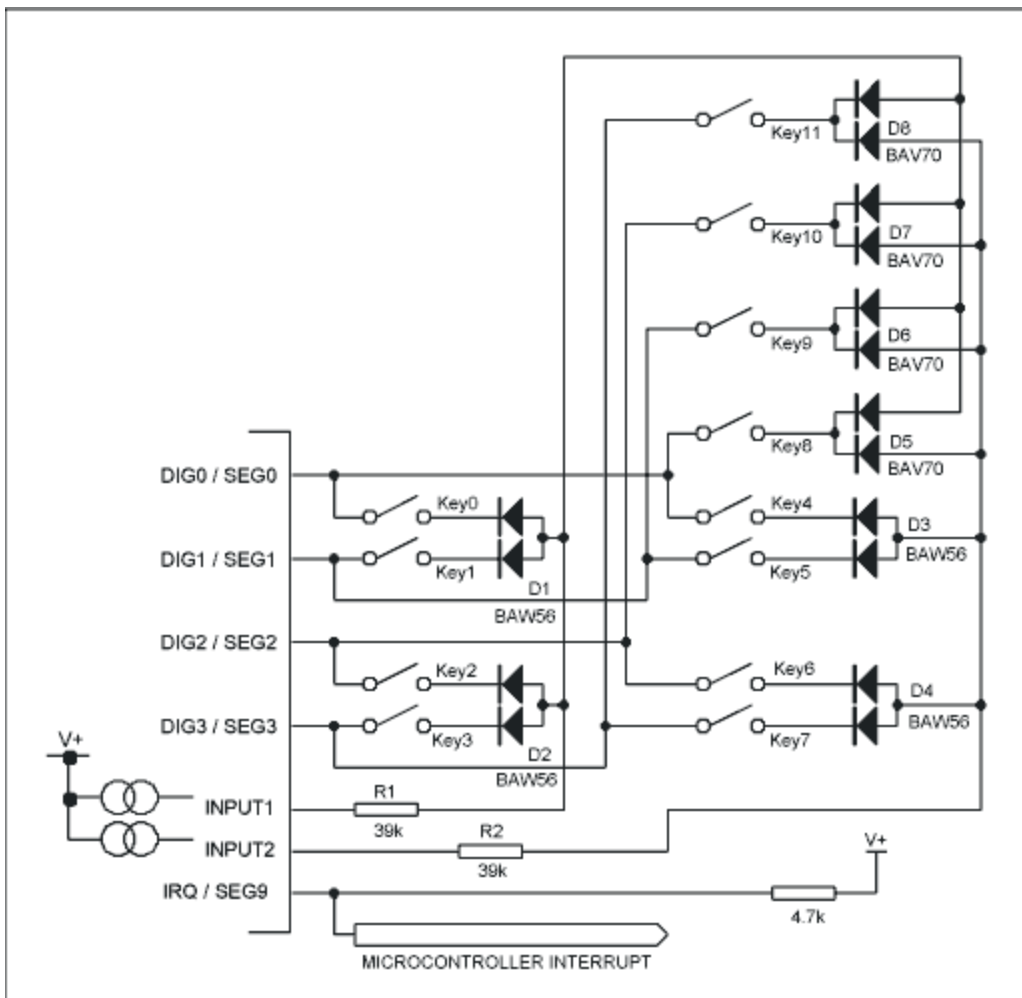 Key11
D8
BAV70
Key10
D7
BAV70
Key9
D6
BAV70
Key8
D5
BAV70
DIG0 / SEG0
Key0
Key4
D3
BAW56
DIG1 / SEG1
Key1
D1
BAW56
Key5
DIG2 / SEG2
Key2
Key6
D4
BAW56
DIG3 / SEG3
Key3
D2
BAW56
Key7
V+
INPUT1
R1
39k
INPUT2
R2
39k
V+
IRQ / SEG9
4.7k
MICROCONTROLLER INTERRUPT